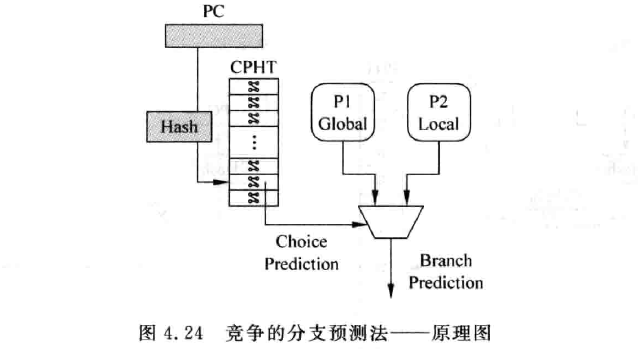 PC
CPHT
Hash
P1
Global
P2
Local
...
Choice
Prediction
Branch
Prediction
图 4.24 竞争的分支预测法——原理图